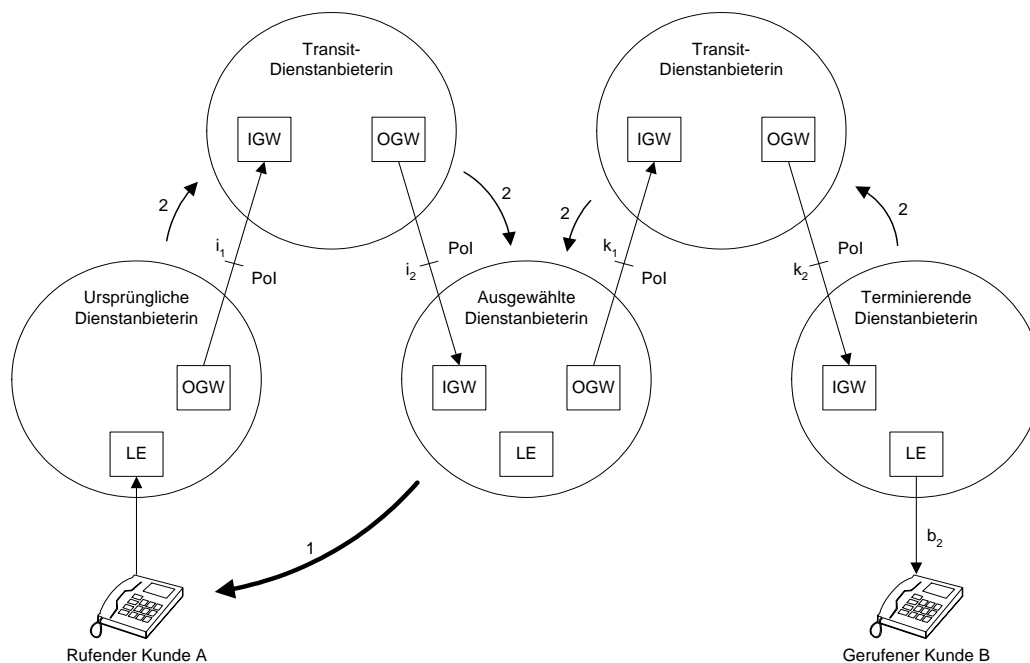 Transit-
Dienstanbieterin
IGW
OGW
Transit-
Dienstanbieterin
IGW
OGW
2
2
2
2
i1
PoI
i2
PoI
k1
PoI
k2
PoI
Ursprüngliche
Dienstanbieterin
OGW
LE
Ausgewählte
Dienstanbieterin
IGW
OGW
LE
Terminierende
Dienstanbieterin
IGW
LE
1
b2
Rufender Kunde A
Gerufener Kunde B